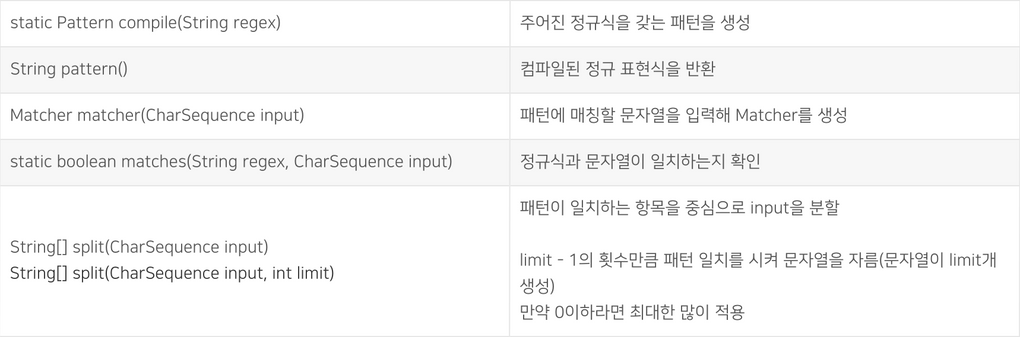 static Pattern compile(String regex)
주어진 정규식을 갖는 패턴을 생성
String pattern()
컴파일된 정규 표현식을 반환
Matcher matcher(CharSequence input)
패턴에 매칭할 문자열을 입력해 Matcher를 생성
static boolean matches(String regex, CharSequence input)
정규식과 문자열이 일치하는지 확인
String[] split(CharSequence input)
String[] split(CharSequence input, int limit)
패턴이 일치하는 항목을 중심으로 input을 분할
limit - 1의 횟수만큼 패턴 일치를 시켜 문자열을 자름(문자열이 limit개
생성)
만약 0이하라면 최대한 많이 적용